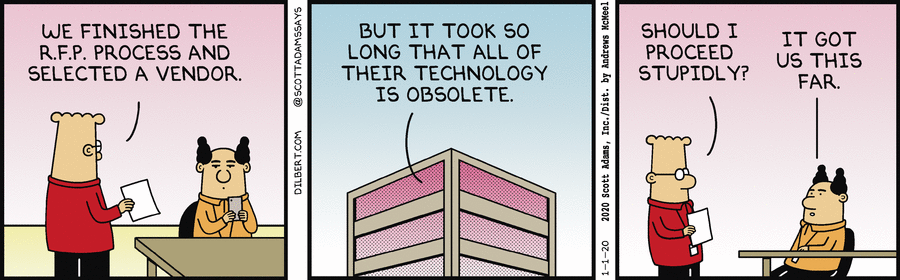 WE FINISHED THE
R.F.P. PROCESS AND
SELECTED A VENDOR.
DILBERT.COM @SCOTTADAMSSAYS
BUT IT TOOK SO
LONG THAT ALL OF
THEIR TECHNOLOGY
IS OBSOLETE.
1-1-20 2020 Scott Adams, Inc./Dist. by Andrews McMeel
SHOULD I
PROCEED
STUPIDLY?
IT GOT
US THIS
FAR.